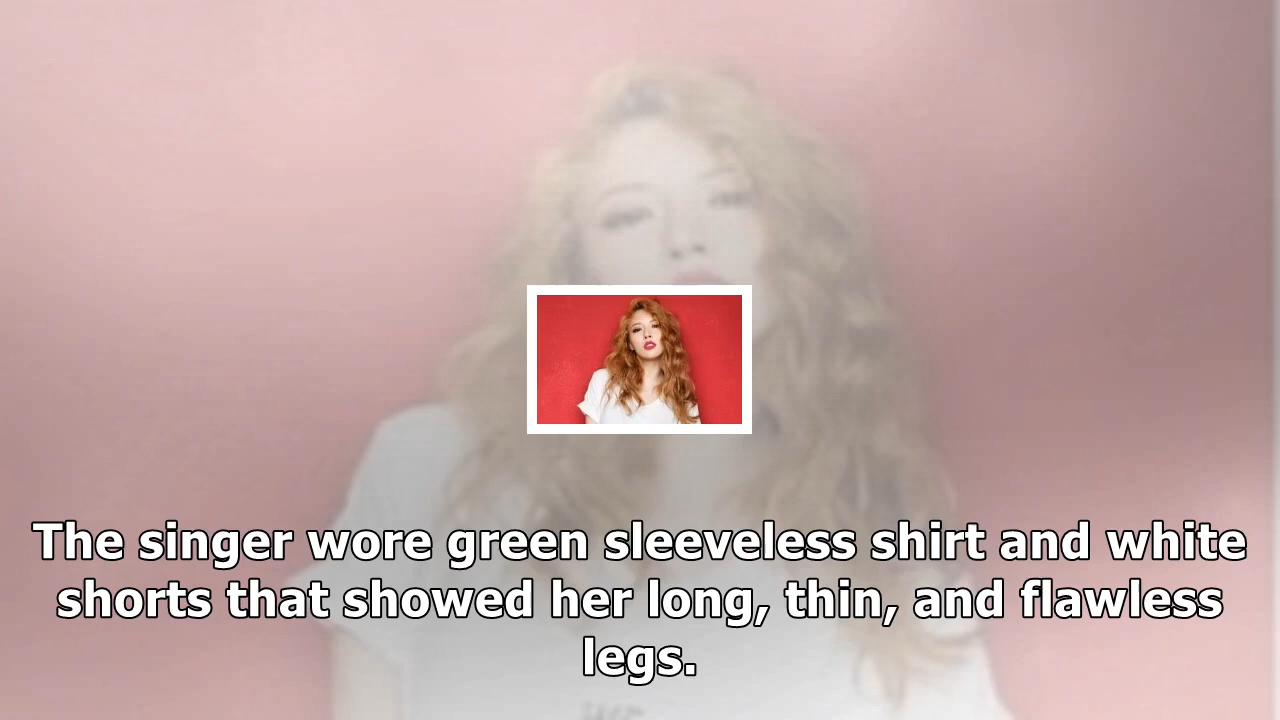 The singer wore green sleeveless shirt and white
shorts that showed her long, thin, and flawless
legs.